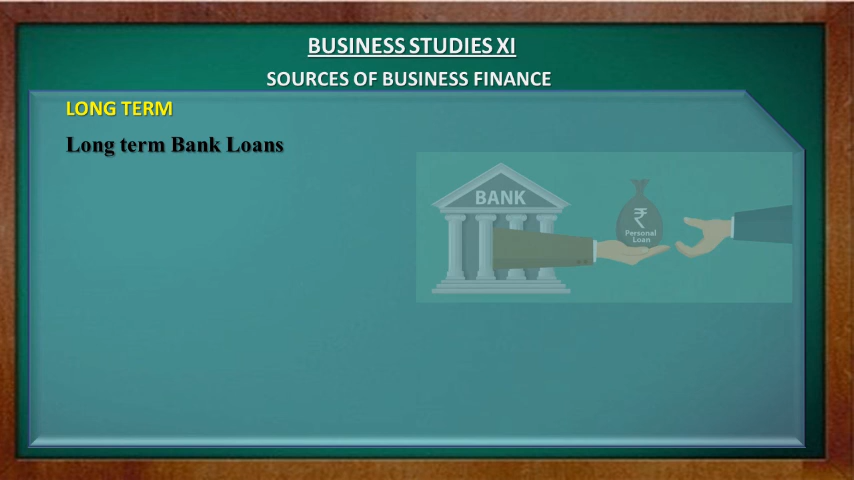 BUSINESS STUDIES XI
SOURCES OF BUSINESS FINANCE
LONG TERM
Long term Bank Loans
BANK
₹
Personal
Loan